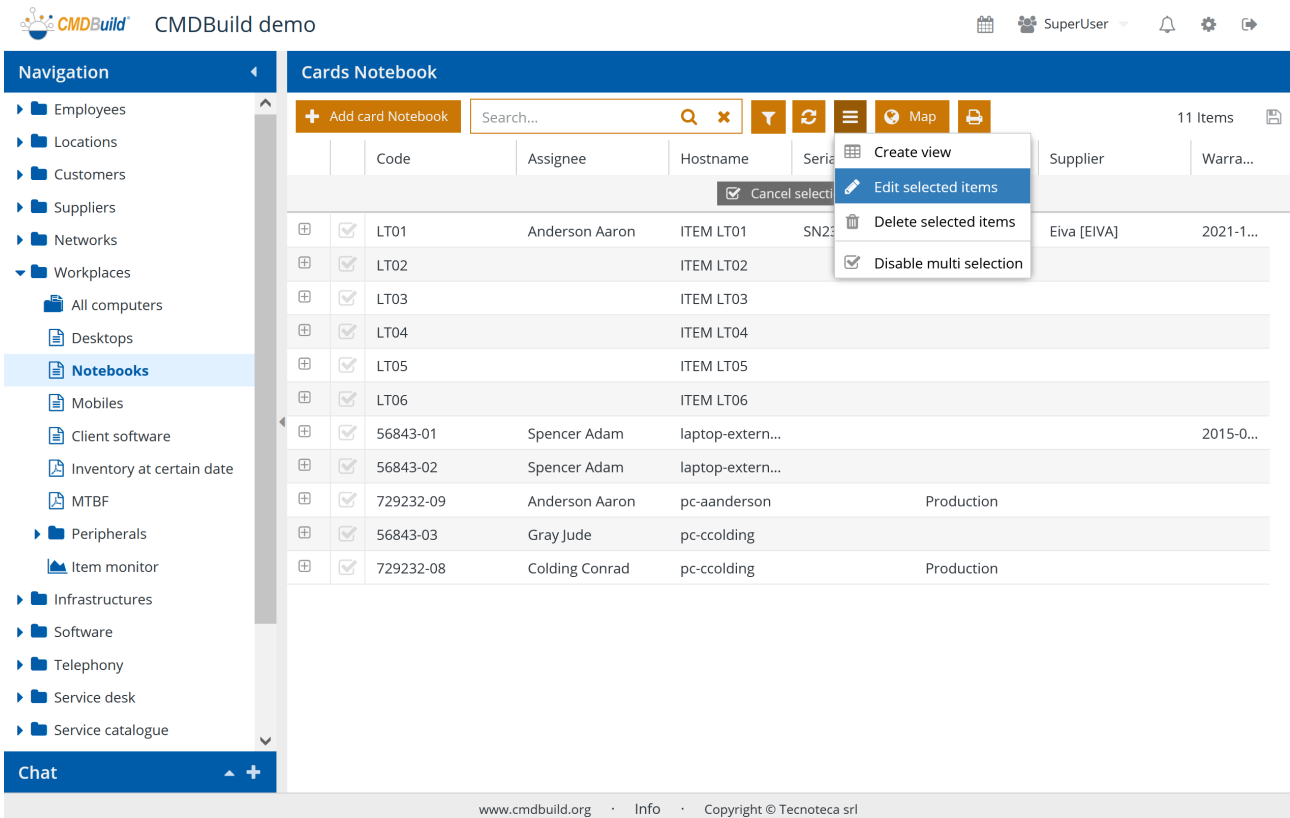 CMDBuild CMDBuild demo SuperUser
Navigation
Cards Notebook
Employees
Locations
Customers
Suppliers
Networks
Workplaces
All computers
Desktops
Notebooks
Mobiles
Client software
Inventory at certain date
MTBF
Peripherals
Item monitor
Infrastructures
Software
Telephony
Service desk
Service catalogue
Chat
Add card Notebook Search... Map 11 Items
Create view
Edit selected items
Delete selected items
Disable multi selection
Code Assignee Hostname Seria Supplier Warra...
Cancel selecti
LT01 Anderson Aaron ITEM LT01 SN23 Eiva [EIVA] 2021-1...
LT02 ITEM LT02
LT03 ITEM LT03
LT04 ITEM LT04
LT05 ITEM LT05
LT06 ITEM LT06
56843-01 Spencer Adam laptop-extern... 2015-0...
56843-02 Spencer Adam laptop-extern...
729232-09 Anderson Aaron pc-aanderson Production
56843-03 Gray Jude pc-ccolding
729232-08 Colding Conrad pc-ccolding Production
www.cmdbuild.org · Info · Copyright © Tecnoteca srl